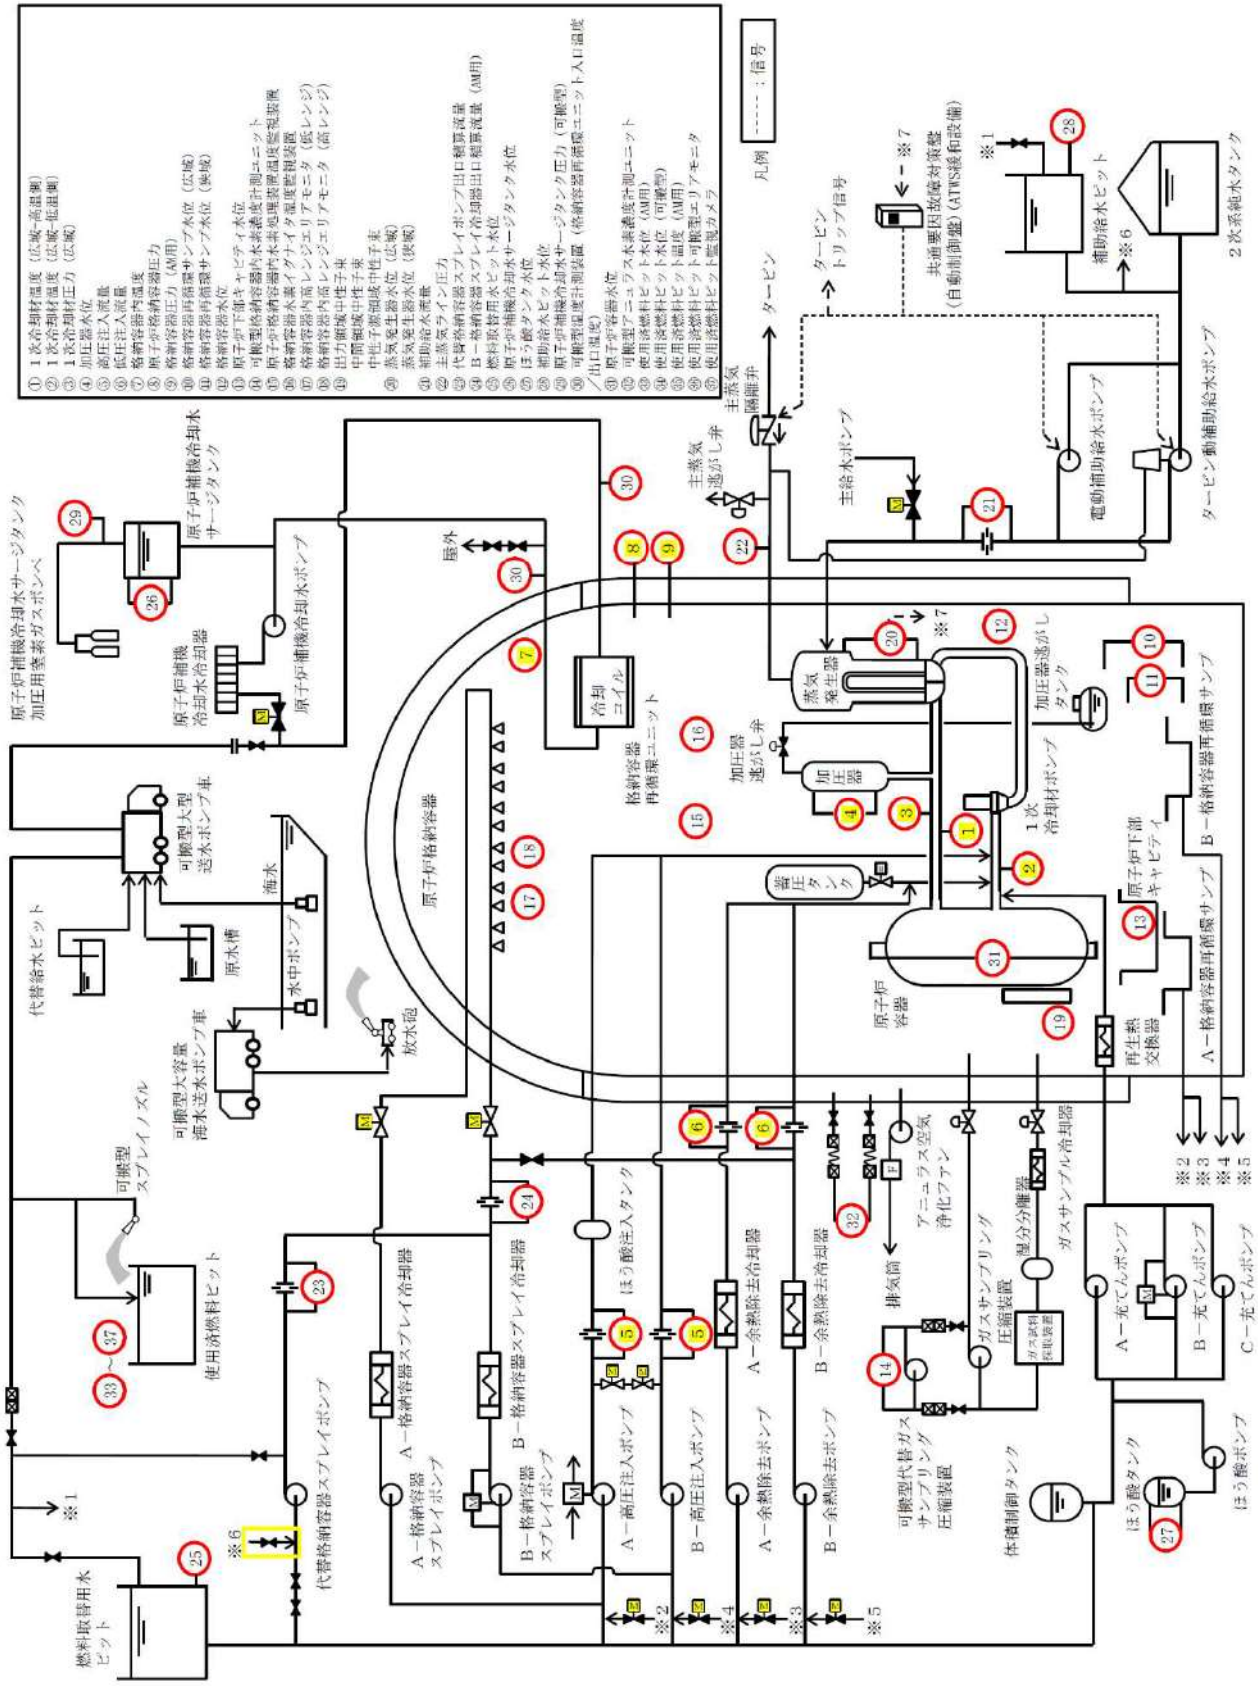 ① 1次冷却材温度（広域-高温側）
② 1次冷却材温度（広域-低温側）
③ 1次冷却材圧力（広域）
④ 加圧器水位
⑤ 高圧注入流量
⑥ 低圧注入流量
⑦ 格納容器内温度
⑧ 原子炉格納容器圧力
⑨ 格納容器圧力（AM用）
⑩ 格納容器再循環サンプ水位（広域）
⑪ 格納容器再循環サンプ水位（狭域）
⑫ 格納容器水位
⑬ 原子炉下部キャビティ水位
⑭ 可搬型格納容器内水素濃度計測ユニット
⑮ 原子炉格納容器内水素処理装置温度監視装置
⑯ 格納容器水素イグナイタ温度監視装置
⑰ 格納容器内高レンジエリアモニタ（低レンジ）
⑱ 格納容器内高レンジエリアモニタ（高レンジ）
⑲ 出力領域中性子束
中間領域中性子束
中性子源領域中性子束
⑳ 蒸気発生器水位（広域）
蒸気発生器水位（狭域）
㉑ 補助給水流量
㉒ 主蒸気ライン圧力
㉓ 代替格納容器スプレイポンプ出口積算流量
㉔ B－格納容器スプレイ冷却器出口積算流量（AM用）
㉕ 燃料取替用水ピット水位
㉖ 原子炉補機冷却水サージタンク水位
㉗ ほう酸タンク水位
㉘ 補助給水ピット水位
㉙ 原子炉補機冷却水サージタンク圧力（可搬型）
㉚ 可搬型温度計測装置（格納容器再循環ユニット入口温度
／出口温度）
㉛ 原子炉容器水位
㉜ 可搬型アニュラス水素濃度計測ユニット
㉝ 使用済燃料ピット水位（AM用）
㉞ 使用済燃料ピット水位（可搬型）
㉟ 使用済燃料ピット温度（AM用）
㊱ 使用済燃料ピット可搬型エリアモニタ
㊲ 使用済燃料ピット監視カメラ
凡例
-----：信号
原子炉補機冷却水サージタンク
加圧用窒素ガスボンベ
29
26
原子炉補機冷却水
サージタンク
原子炉補機
冷却水冷却器
M
原子炉補機冷却水ポンプ
屋外
30
30
7
8
9
冷却
コイル
格納容器
再循環ユニット
代替給水ピット
原水槽
可搬型大型
送水ポンプ車
海水
水中ポンプ
可搬型大容量
海水送水ポンプ車
放水砲
原子炉格納容器
17
18
15
16
可搬型
スプレイノズル
使用済燃料ピット
33～37
燃料取替用水
ピット
25
※1
※6
代替格納容器スプレイポンプ
23
24
M
M
A－格納容器スプレイ冷却器
B－格納容器スプレイ冷却器
A－格納容器
スプレイポンプ
B－格納容器
スプレイポンプ
M
M
ほう酸注入タンク
5
5
M
M
A－高圧注入ポンプ
B－高圧注入ポンプ
A－余熱除去冷却器
B－余熱除去冷却器
6
6
A－余熱除去ポンプ
B－余熱除去ポンプ
M
M
M
M
※2
※4
※3
※5
32
F
排気筒
アニュラス空気
浄化ファン
14
可搬型代替ガス
サンプリング
圧縮装置
ガスサンプリング
圧縮装置
湿分分離器
ガスサンプル冷却器
ガス試料
採取装置
体積制御タンク
ほう酸タンク
27
ほう酸ポンプ
A－充てんポンプ
M
B－充てんポンプ
C－充てんポンプ
再生熱
交換器
※2
※3
※4
※5
原子炉
容器
31
19
13
原子炉下部
キャビティ
A－格納容器再循環サンプ
B－格納容器再循環サンプ
10
11
12
蓄圧タンク
加圧器
加圧器
逃がし弁
加圧器逃がし
タンク
4
3
1
2
1次
冷却材ポンプ
蒸気
発生器
20
※7
22
主蒸気
逃がし弁
主蒸気
隔離弁
タービン
タービン
トリップ信号
※7
共通要因故障対策盤
(自動制御盤)(ATWS緩和設備)
主給水ポンプ
M
21
電動補助給水ポンプ
タービン動補助給水ポンプ
※1
28
補助給水ピット
※6
2次系純水タンク